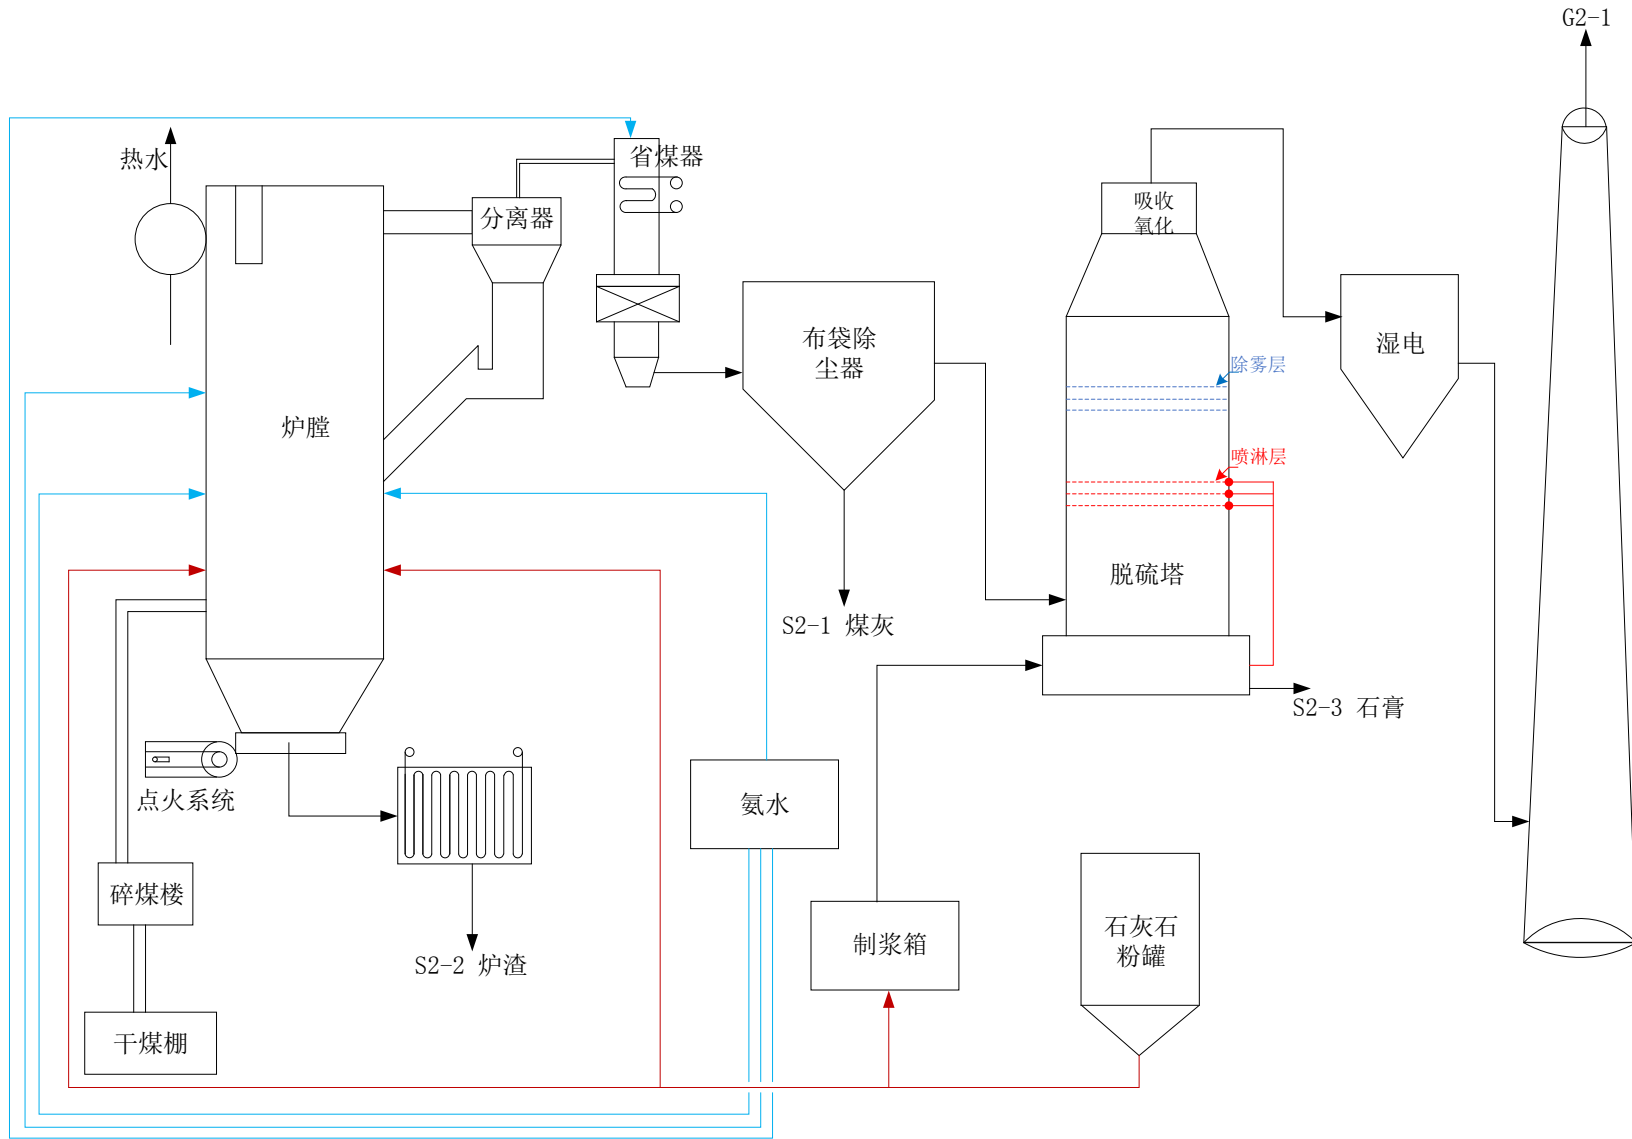 G2-1
热水
省煤器
分离器
吸收
氧化
布袋除
尘器
湿电
除雾层
炉膛
喷淋层
脱硫塔
S2-1 煤灰
S2-3 石膏
点火系统
氨水
碎煤楼
石灰石
粉罐
制浆箱
S2-2 炉渣
干煤棚